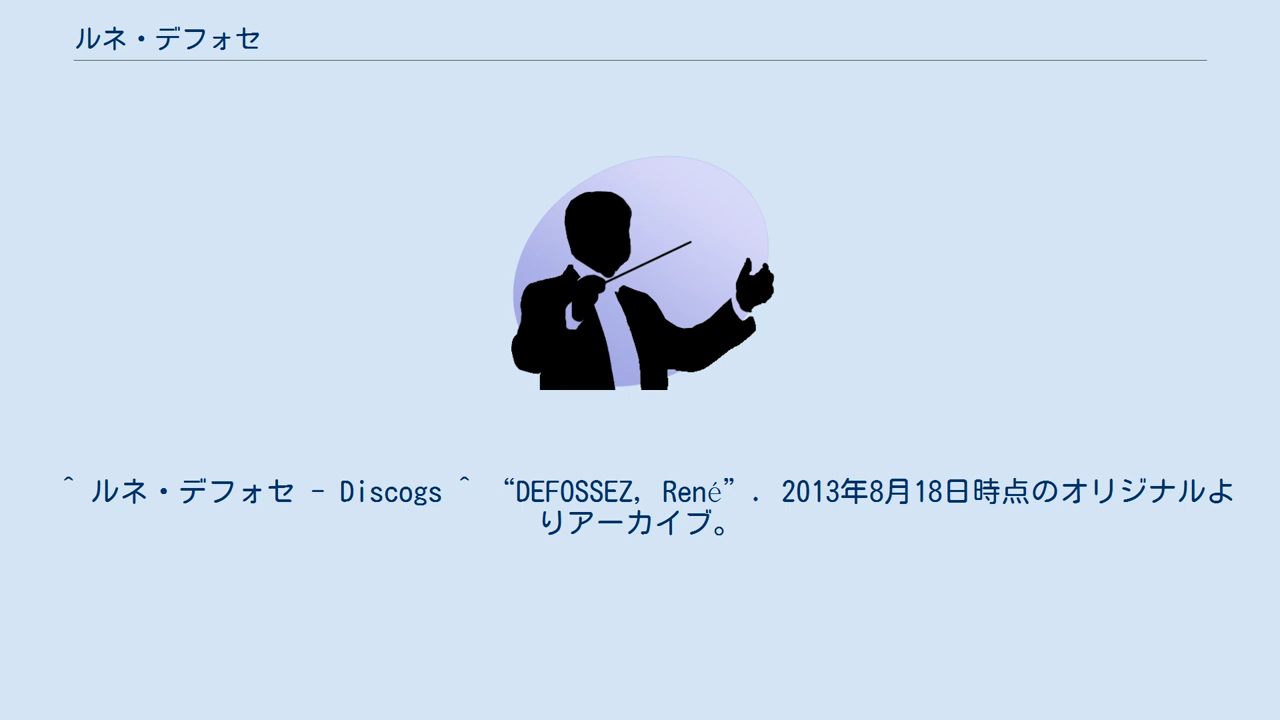 ルネ・デフォセ
^ ルネ・デフォセ - Discogs ^ “DEFOSSEZ, René”. 2013年8月18日時点のオリジナルよ
りアーカイブ。